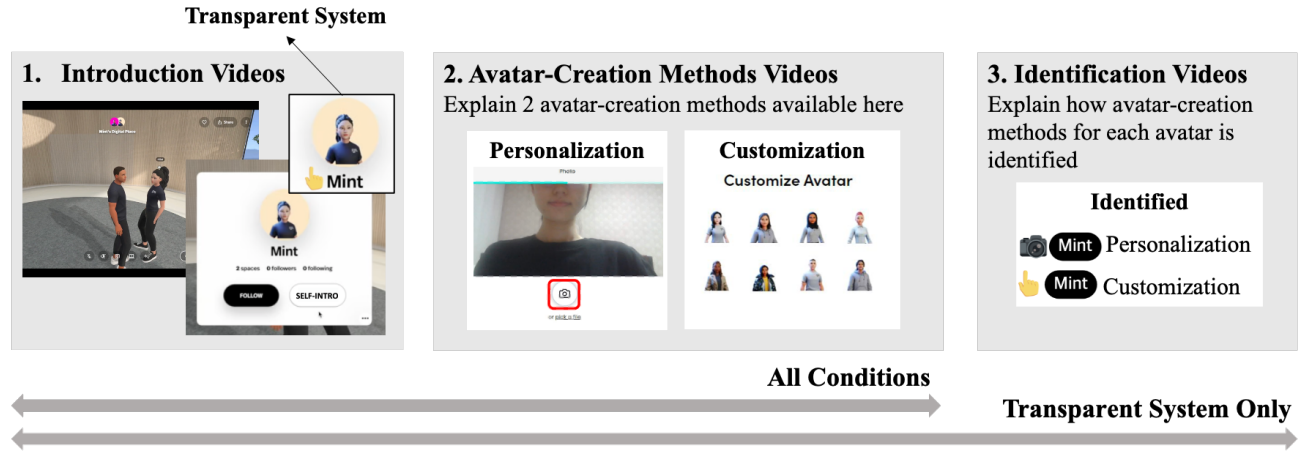 Transparent System
1. Introduction Videos
Mint's Digital Place
Share
Mint
Mint
2 spaces 0 followers 0 following
FOLLOW
SELF-INTRO
2. Avatar-Creation Methods Videos
Explain 2 avatar-creation methods available here
Personalization
Photo
or pick a file
Customization
Customize Avatar
3. Identification Videos
Explain how avatar-creation
methods for each avatar is
identified
Identified
Mint Personalization
Mint Customization
All Conditions
Transparent System Only